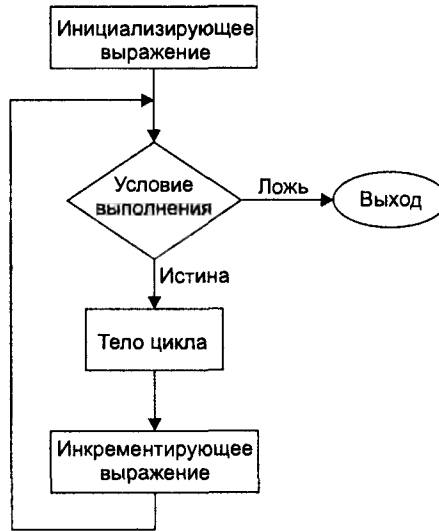 Инициализирующее
выражение
Условие
выполнения
Ложь
Выход
Истина
Тело цикла
Инкрементирующее
выражение